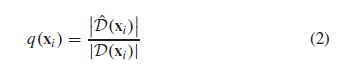 q(xᵢ) = |D̂(xᵢ)| / |D(xᵢ)| (2)